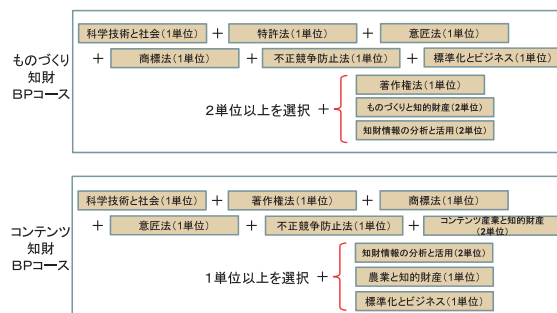 ものづくり
知財
BPコース
科学技術と社会(1単位) + 特許法(1単位) + 意匠法(1単位)
+ 商標法(1単位) + 不正競争防止法(1単位) + 標準化とビジネス(1単位)
2単位以上を選択 +
著作権法(1単位)
ものづくりと知的財産(2単位)
知財情報の分析と活用(2単位)
コンテンツ
知財
BPコース
科学技術と社会(1単位) + 著作権法(1単位) + 商標法(1単位)
+ 意匠法(1単位) + 不正競争防止法(1単位) + コンテンツ産業と知的財産
(2単位)
1単位以上を選択 +
知財情報の分析と活用(2単位)
農業と知的財産(1単位)
標準化とビジネス(1単位)